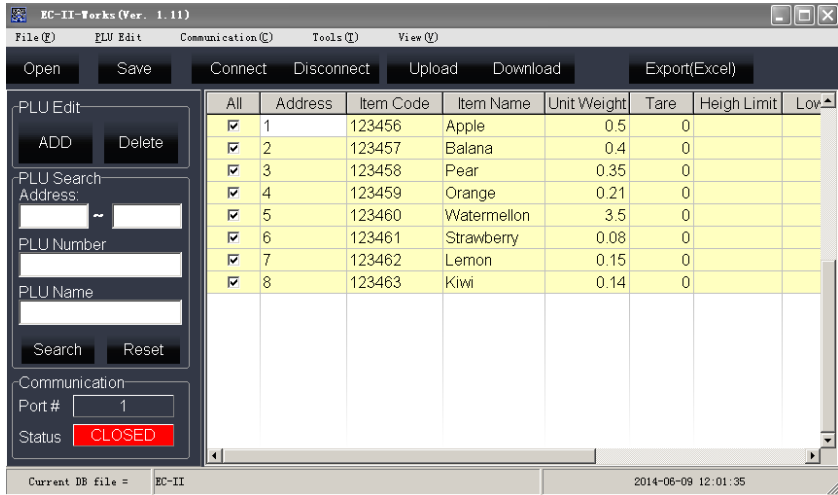 EC-II-Works(Ver. 1.11)
File(F) PLU Edit Communication(C) Tools(T) View(V)
Open Save Connect Disconnect Upload Download Export(Excel)
PLU Edit
ADD Delete
PLU Search
Address:
~
PLU Number
PLU Name
Search Reset
Communication
Port # 1
Status CLOSED
All Address Item Code Item Name Unit Weight Tare Heigh Limit Low
1 123456 Apple 0.5 0
2 123457 Balana 0.4 0
3 123458 Pear 0.35 0
4 123459 Orange 0.21 0
5 123460 Watermellon 3.5 0
6 123461 Strawberry 0.08 0
7 123462 Lemon 0.15 0
8 123463 Kiwi 0.14 0
Current DB file = EC-II 2014-06-09 12:01:35